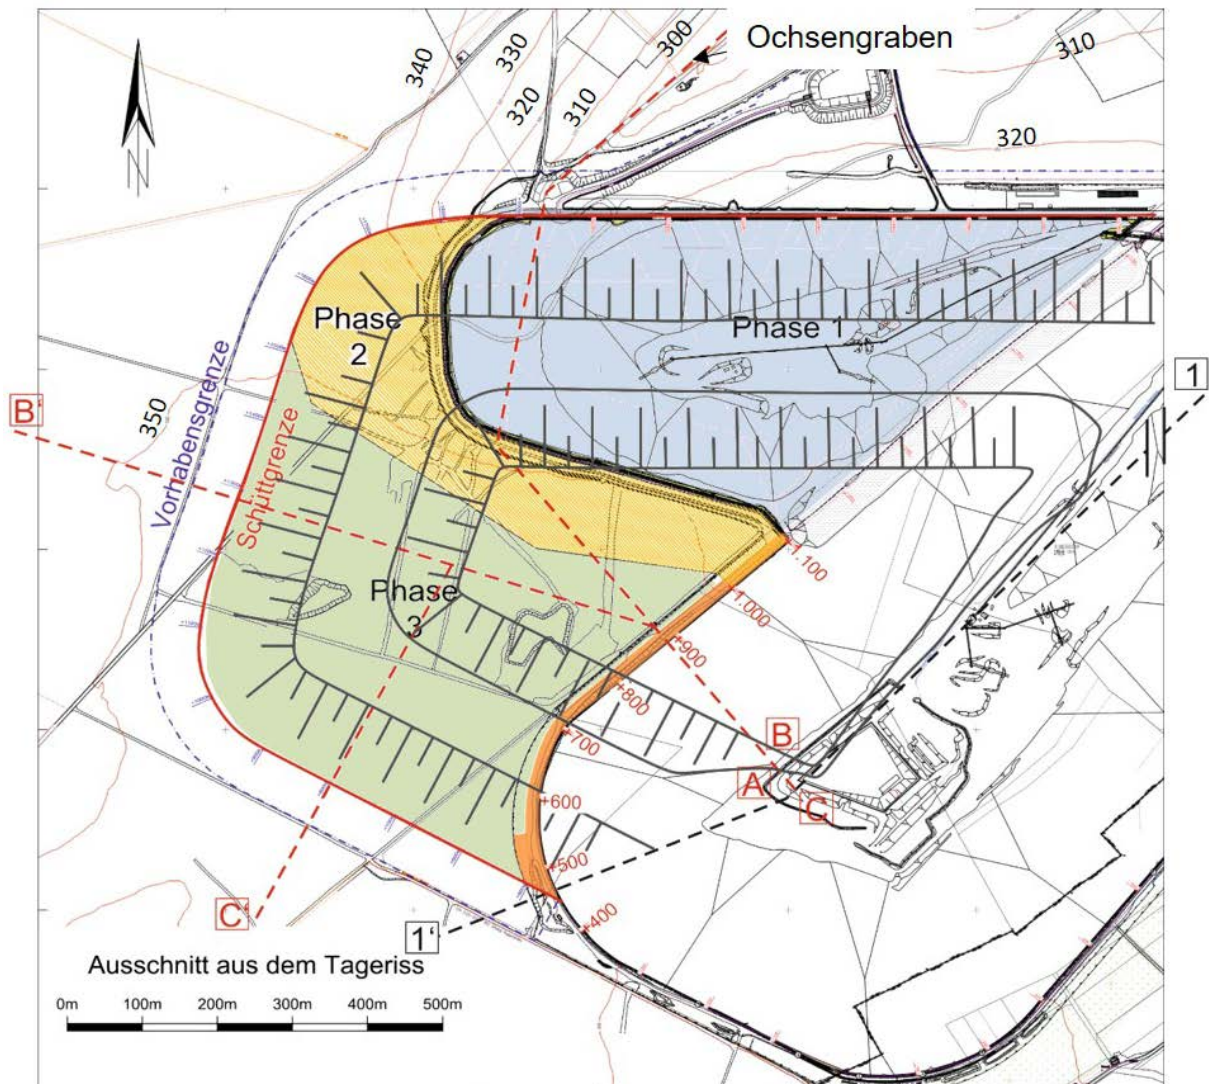 Ochsengraben
300
310
330
340
320
310
320
N
Phase
2
Phase 1
1
B'
350
Vorhabensgrenze
Schüttgrenze
+1.100
+1.000
Phase
3
+900
+800
+700
B
A
C
+600
+500
C'
1'
+400
Ausschnitt aus dem Tageriss
0m 100m 200m 300m 400m 500m